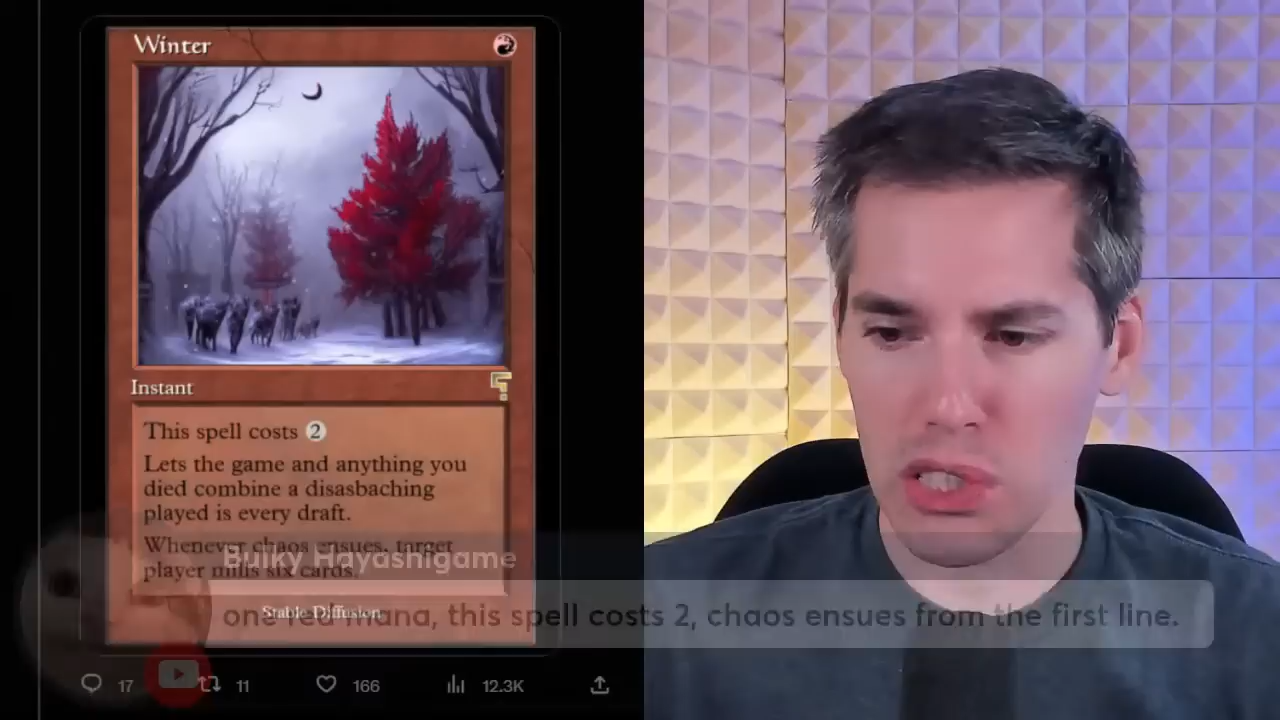 Winter
Instant
This spell costs 2
Lets the game and anything you
died combine a disasbaching
played is every draft.
Whenever chaos ensues, target
player mills six cards.
Bulky Hayashigame
Stable Diffusion
one red mana, this spell costs 2, chaos ensues from the first line.
17 11 166 12.3K